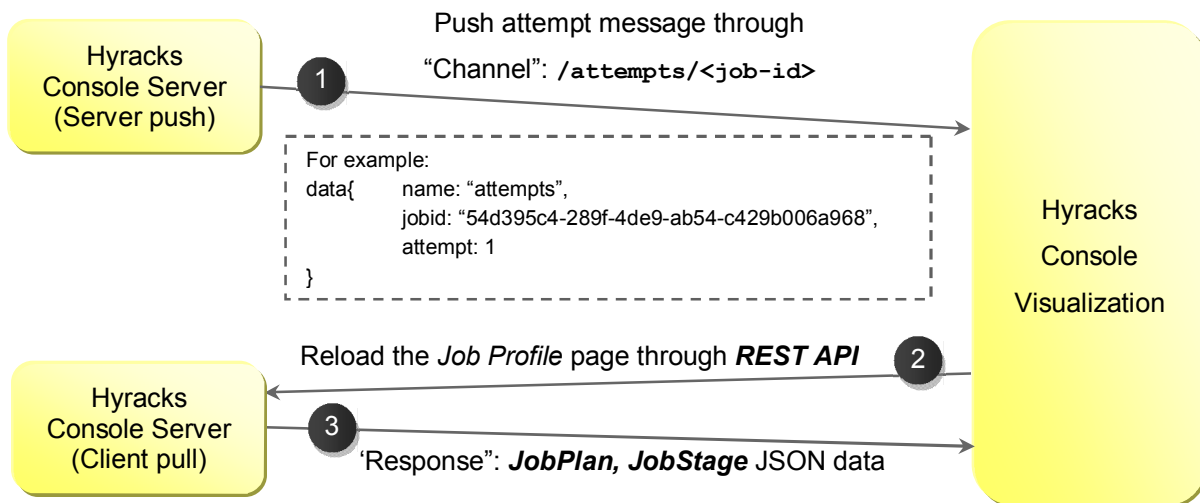 Hyracks
Console Server
(Server push)
Push attempt message through
“Channel”: /attempts/<job-id>
1
For example:
data{ name: “attempts”,
jobid: “54d395c4-289f-4de9-ab54-c429b006a968”,
attempt: 1
}
Hyracks
Console
Visualization
Reload the Job Profile page through REST API
2
Hyracks
Console Server
(Client pull)
3
‘Response”: JobPlan, JobStage JSON data